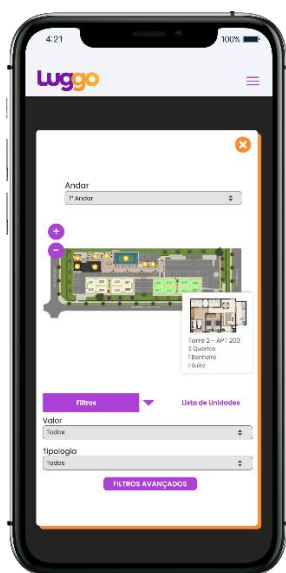 4:21
100%
Luggo
Andar
1º Andar
+
−
Torre 2 - APT 203
2 Quartos
1 Banheiro
1 Suíte
Filtros
Lista de Unidades
Valor
Todos
Tipologia
Todos
FILTROS AVANÇADOS